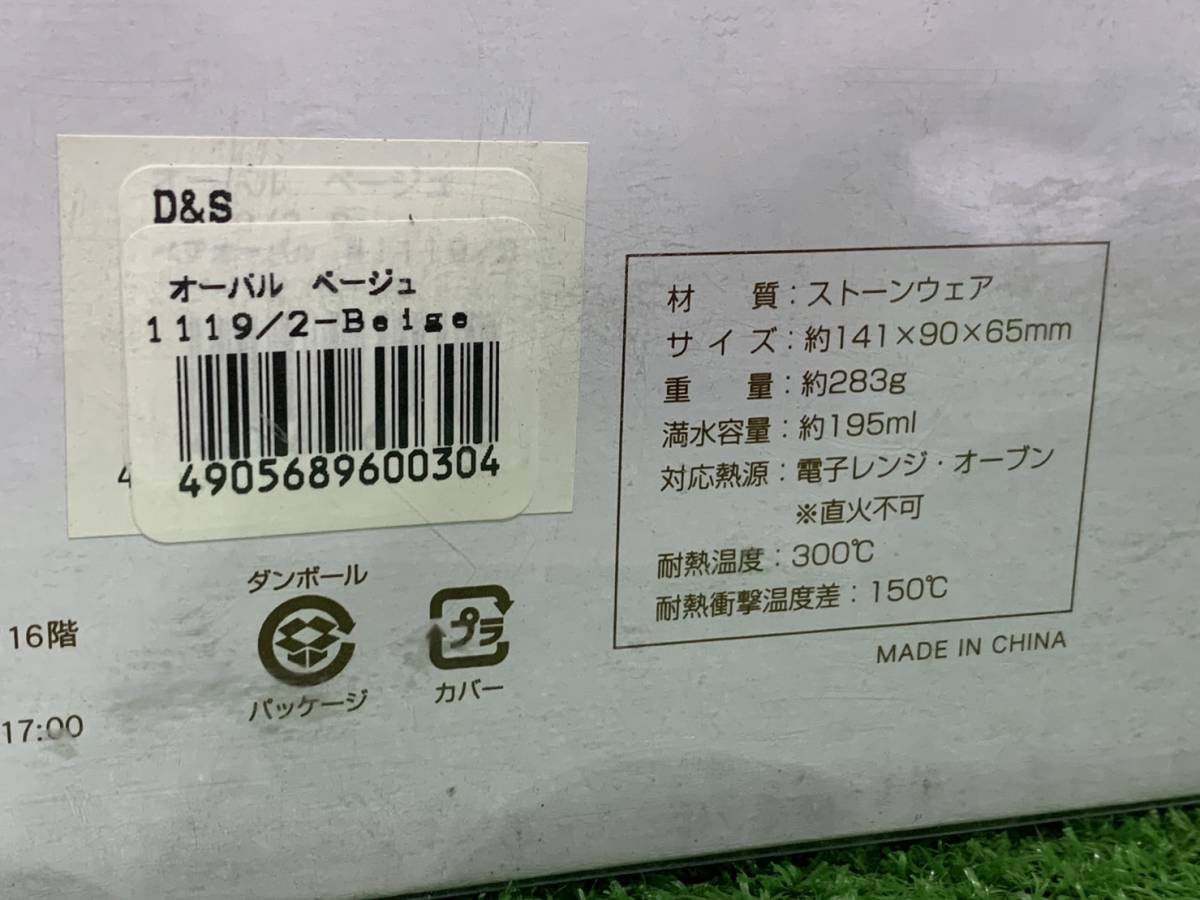 D&S
オーバル ベージュ
1119/2-Beige
4905689600304
4
材 質：ストーンウェア
サイズ：約141×90×65mm
重 量：約283g
満水容量：約195ml
対応熱源：電子レンジ・オーブン
※直火不可
耐熱温度：300℃
耐熱衝撃温度差：150℃
MADE IN CHINA
ダンボール
パッケージ
プラ
カバー
16階
17:00